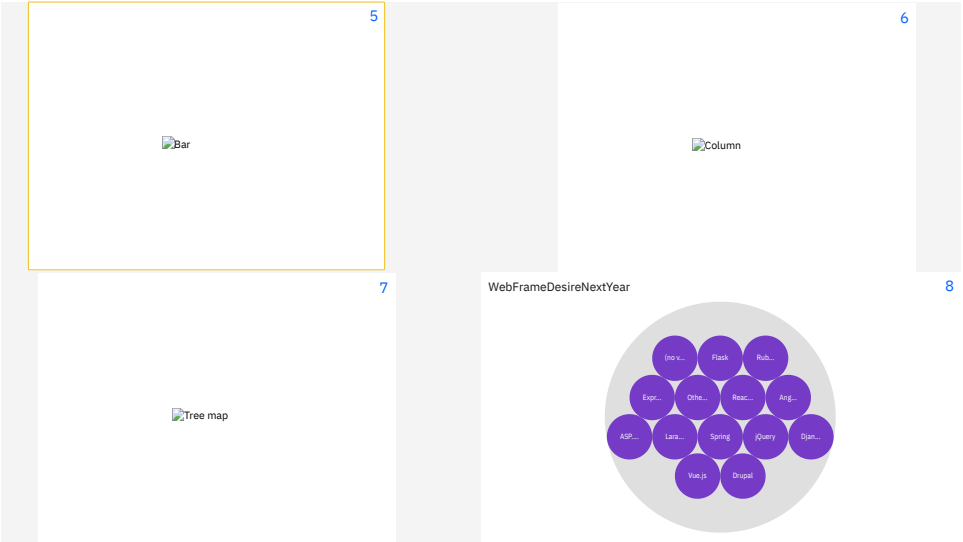 5
6
Bar
Column
7
WebFrameDesireNextYear
8
(no v...
Flask
Rub...
Expr...
Othe...
Reac...
Ang...
Tree map
ASP....
Lara...
Spring
jQuery
Djan...
Vue.js
Drupal